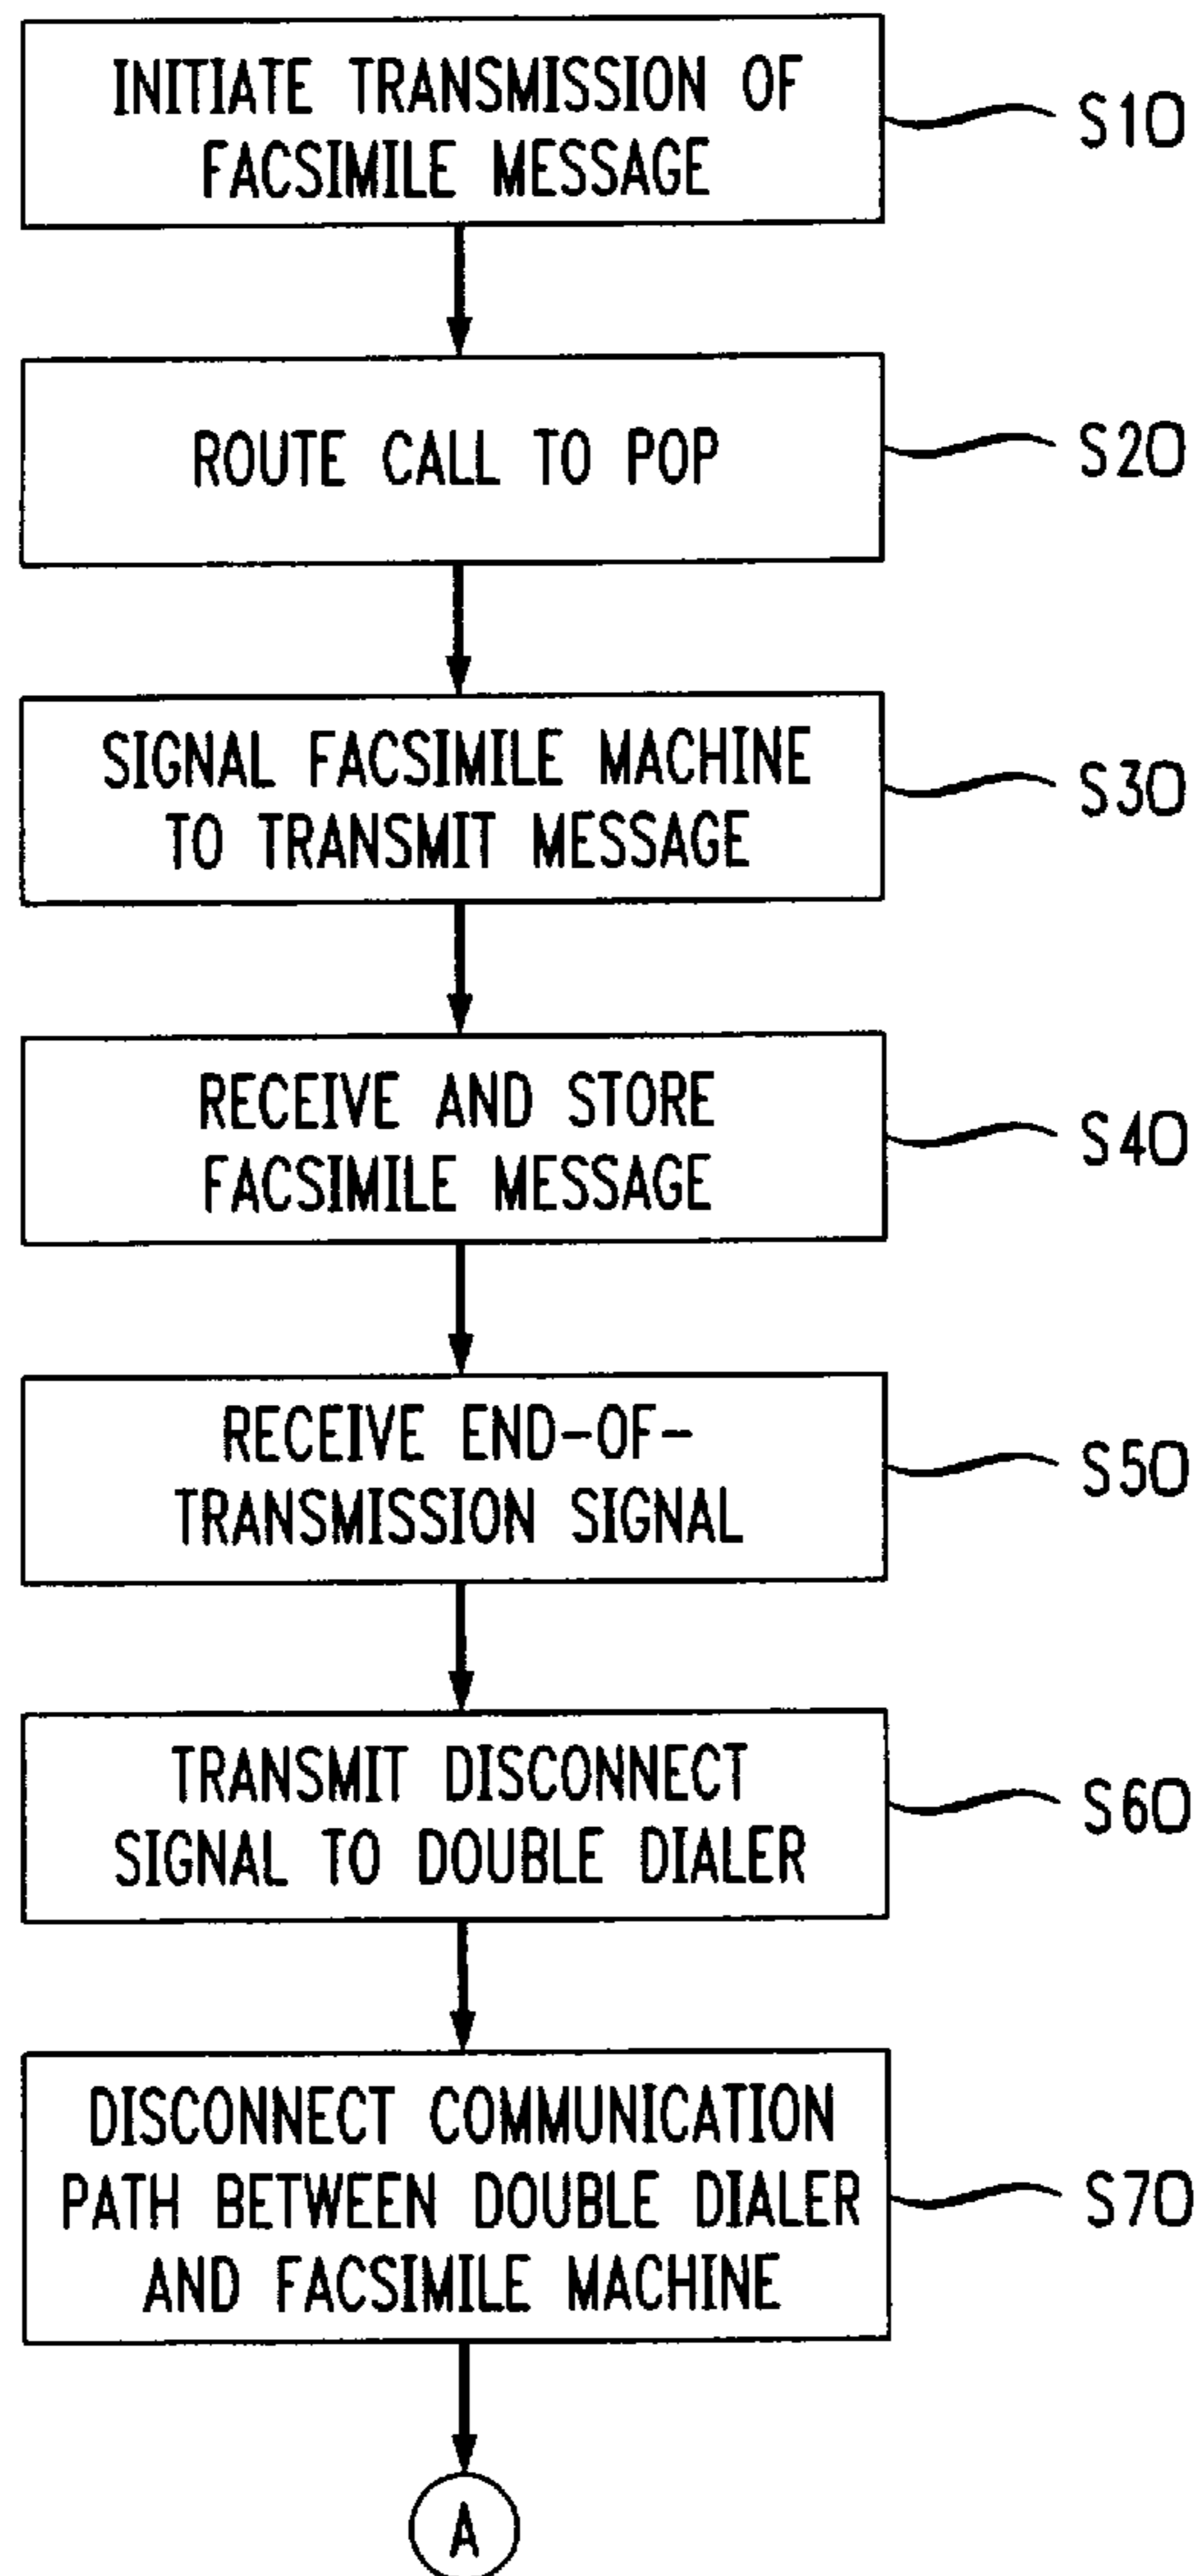 INITIATE TRANSMISSION OF
FACSIMILE MESSAGE
S10
ROUTE CALL TO POP
S20
SIGNAL FACSIMILE MACHINE
TO TRANSMIT MESSAGE
S30
RECEIVE AND STORE
FACSIMILE MESSAGE
S40
RECEIVE END-OF-
TRANSMISSION SIGNAL
S50
TRANSMIT DISCONNECT
SIGNAL TO DOUBLE DIALER
S60
DISCONNECT COMMUNICATION
PATH BETWEEN DOUBLE DIALER
AND FACSIMILE MACHINE
S70
A